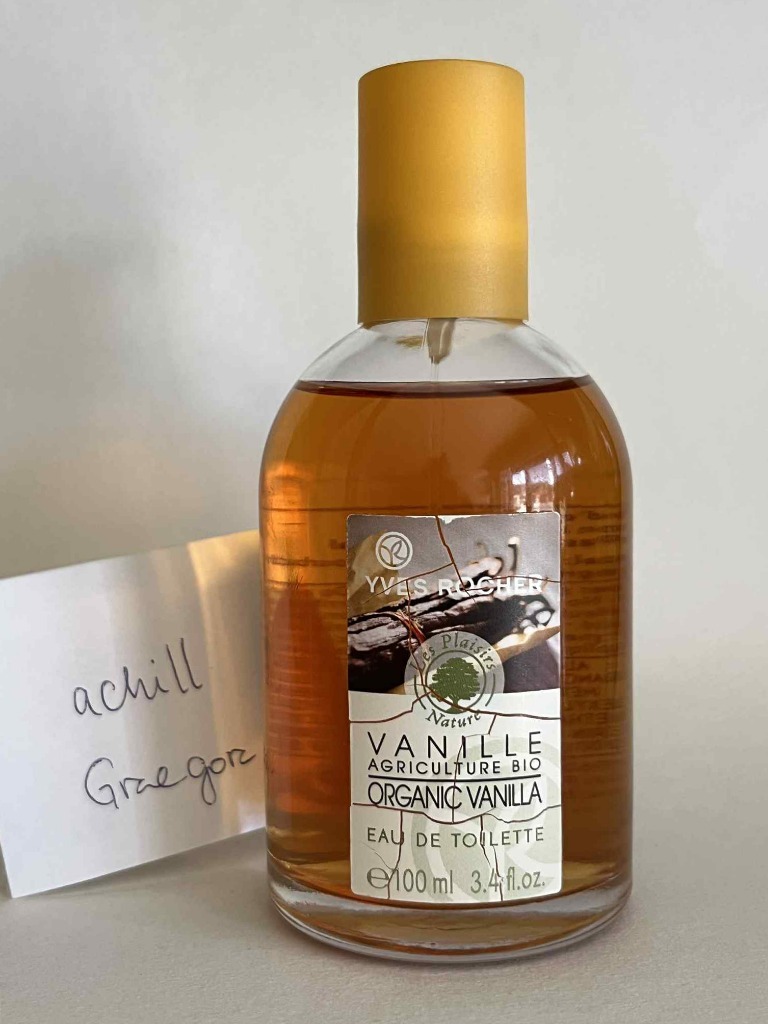 YVES ROCHER
Les Plaisirs
Nature
VANILLE
AGRICULTURE BIO
ORGANIC VANILLA
EAU DE TOILETTE
℮100 ml 3.4 fl.oz.
achill
Grzegorz